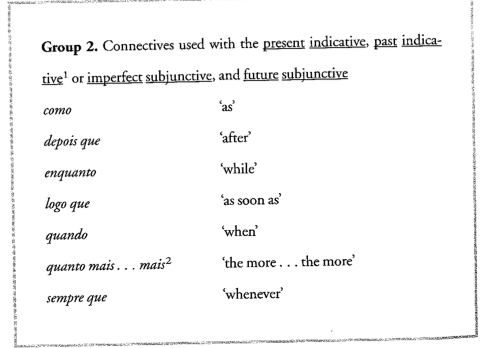 Group 2. Connectives used with the present indicative, past indica-
tive¹ or imperfect subjunctive, and future subjunctive
como ‘as’
depois que ‘after’
enquanto ‘while’
logo que ‘as soon as’
quando ‘when’
quanto mais . . . mais² ‘the more . . . the more’
sempre que ‘whenever’